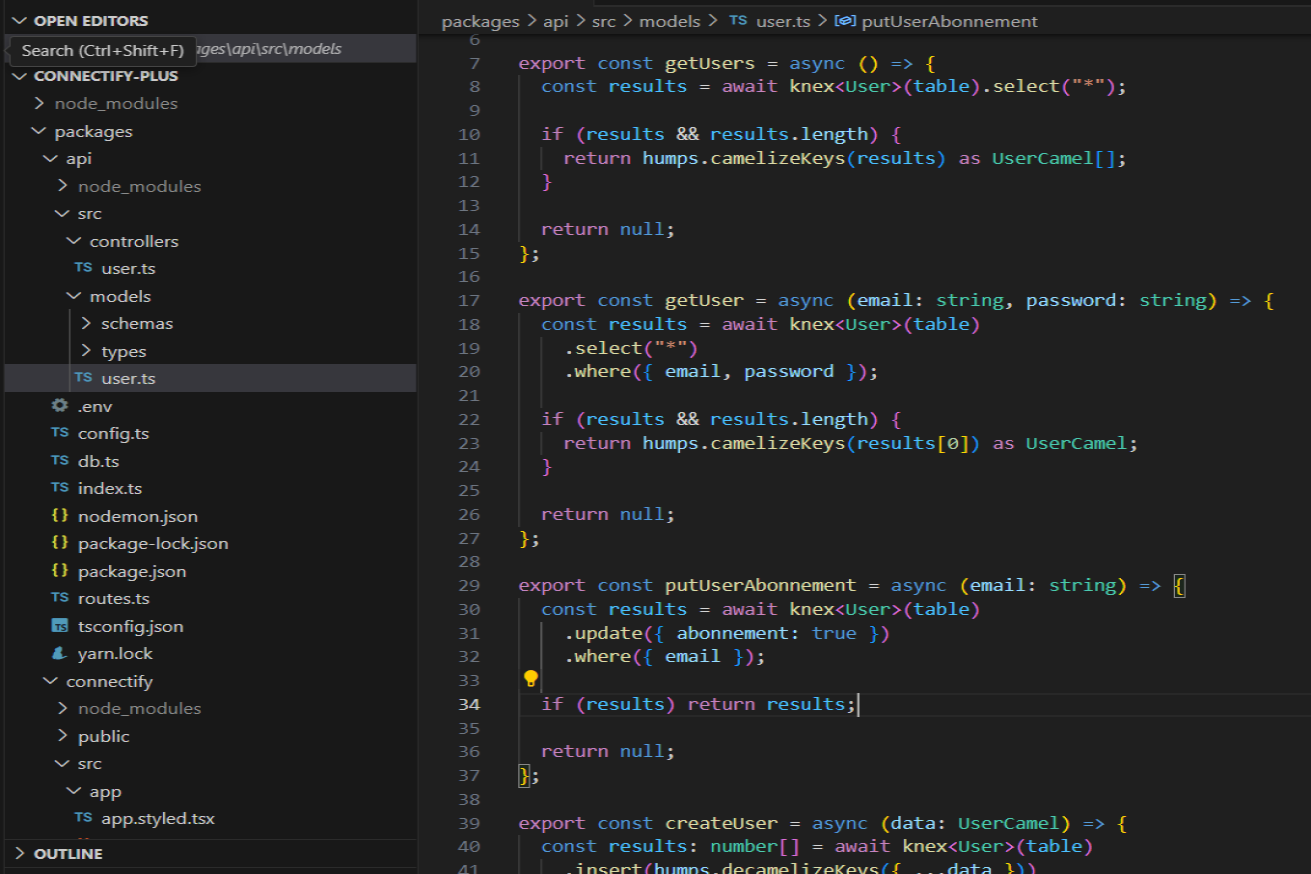 OPEN EDITORS
Search (Ctrl+Shift+F)
ges\api\src\models
CONNECTIFY-PLUS
node_modules
packages
api
node_modules
src
controllers
TS user.ts
models
schemas
types
TS user.ts
.env
TS config.ts
TS db.ts
TS index.ts
{} nodemon.json
{} package-lock.json
{} package.json
TS routes.ts
TS tsconfig.json
yarn.lock
connectify
node_modules
public
src
app
TS app.styled.tsx
OUTLINE
packages > api > src > models > TS user.ts > putUserAbonnement
6
7 export const getUsers = async () => {
8 const results = await knex<User>(table).select("*");
9
10 if (results && results.length) {
11 return humps.camelizeKeys(results) as UserCamel[];
12 }
13
14 return null;
15 };
16
17 export const getUser = async (email: string, password: string) => {
18 const results = await knex<User>(table)
19 .select("*")
20 .where({ email, password });
21
22 if (results && results.length) {
23 return humps.camelizeKeys(results[0]) as UserCamel;
24 }
25
26 return null;
27 };
28
29 export const putUserAbonnement = async (email: string) => {
30 const results = await knex<User>(table)
31 .update({ abonnement: true })
32 .where({ email });
33
34 if (results) return results;
35
36 return null;
37 };
38
39 export const createUser = async (data: UserCamel) => {
40 const results: number[] = await knex<User>(table)
41 .insert(humps.decamelizeKeys({ ...data }))